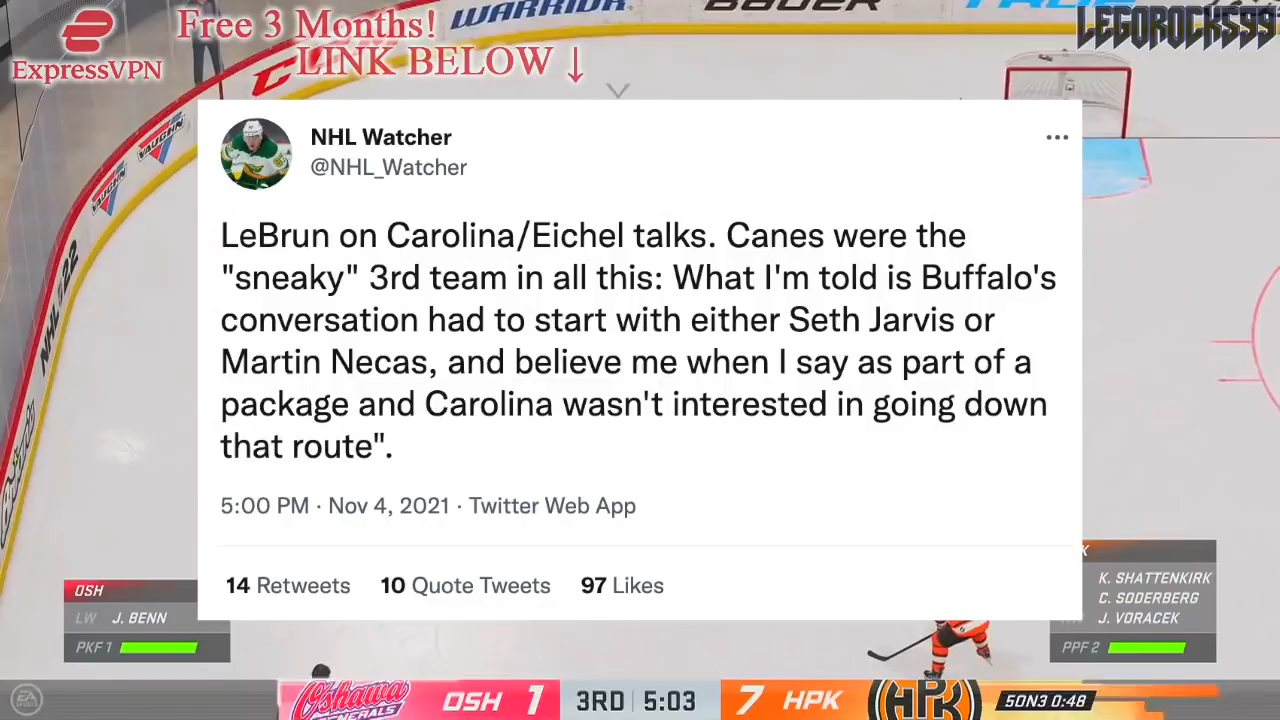 WARRIOR
BAUER
TRUE
LEGOROCKS99
Free 3 Months!
LINK BELOW ↓
ExpressVPN
VAUGHN
VAUGHN
NHL 22
NHL Watcher
@NHL_Watcher
LeBrun on Carolina/Eichel talks. Canes were the
"sneaky" 3rd team in all this: What I'm told is Buffalo's
conversation had to start with either Seth Jarvis or
Martin Necas, and believe me when I say as part of a
package and Carolina wasn't interested in going down
that route".
5:00 PM · Nov 4, 2021 · Twitter Web App
14 Retweets 10 Quote Tweets 97 Likes
OSH
LW J. BENN
PKF 1
K. SHATTENKIRK
C. SODERBERG
J. VORACEK
PPF 2
EA SPORTS
Oshawa
GENERALS
OSH 1 3RD 5:03 7 HPK HPK 5ON3 0:48